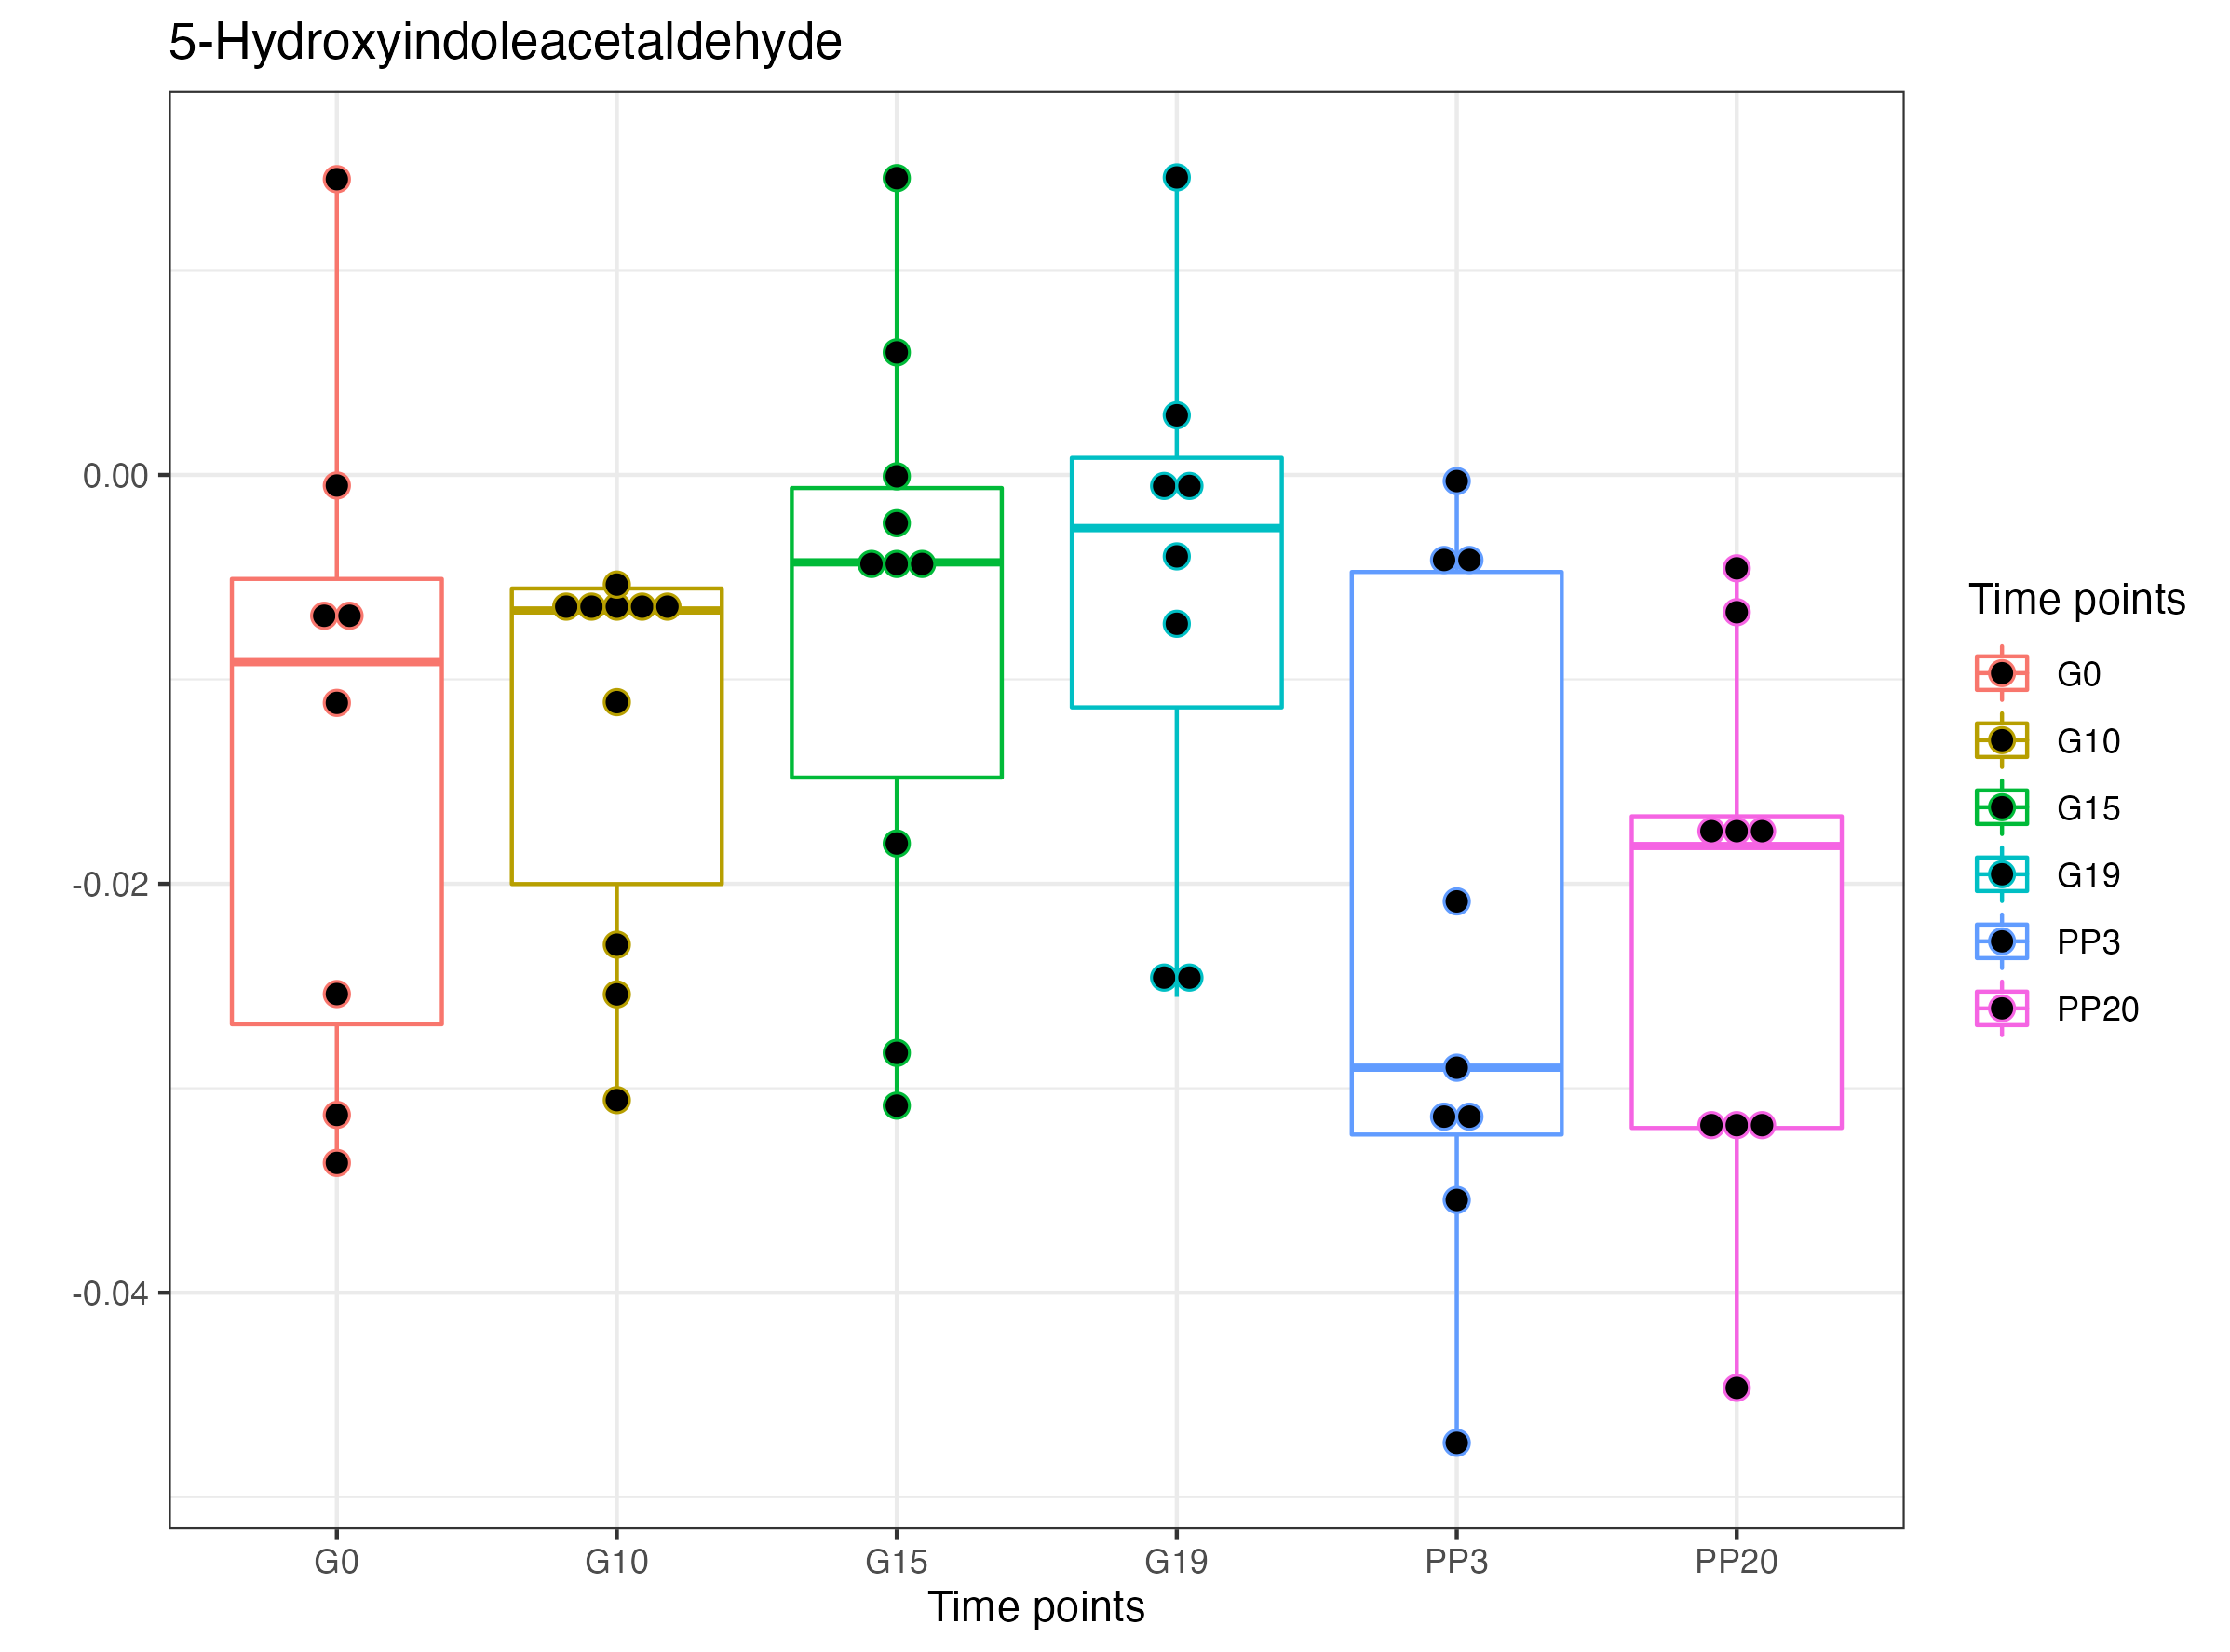 5-Hydroxyindoleacetaldehyde
0.00
-0.02
-0.04
G0 G10 G15 G19 PP3 PP20
Time points
Time points
G0
G10
G15
G19
PP3
PP20